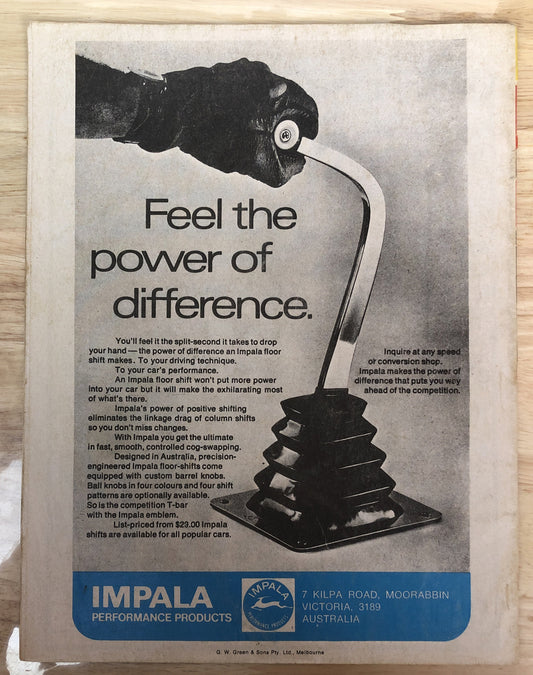 Feel the
power of
difference.
You'll feel it the split-second it takes to drop
your hand — the power of difference an Impala floor
shift makes. To your driving technique.
To your car's performance.
An Impala floor shift won't put more power
into your car but it will make the exhilarating most
of what's there.
Impala's power of positive shifting
eliminates the linkage drag of column shifts
so you don't miss changes.
With Impala you get the ultimate
in fast, smooth, controlled cog-swapping.
Designed in Australia, precision-
engineered Impala floor-shifts come
equipped with custom barrel knobs.
Ball knobs in four colours and four shift
patterns are optionally available.
So is the competition T-bar
with the Impala emblem.
List-priced from $23.00 Impala
shifts are available for all popular cars.
Inquire at any speed
or conversion shop.
Impala makes the power of
difference that puts you way
ahead of the competition.
IMPALA
PERFORMANCE PRODUCTS
IMPALA
PERFORMANCE PRODUCTS
7 KILPA ROAD, MOORABBIN
VICTORIA, 3189
AUSTRALIA
G. W. Green & Sons Pty. Ltd., Melbourne